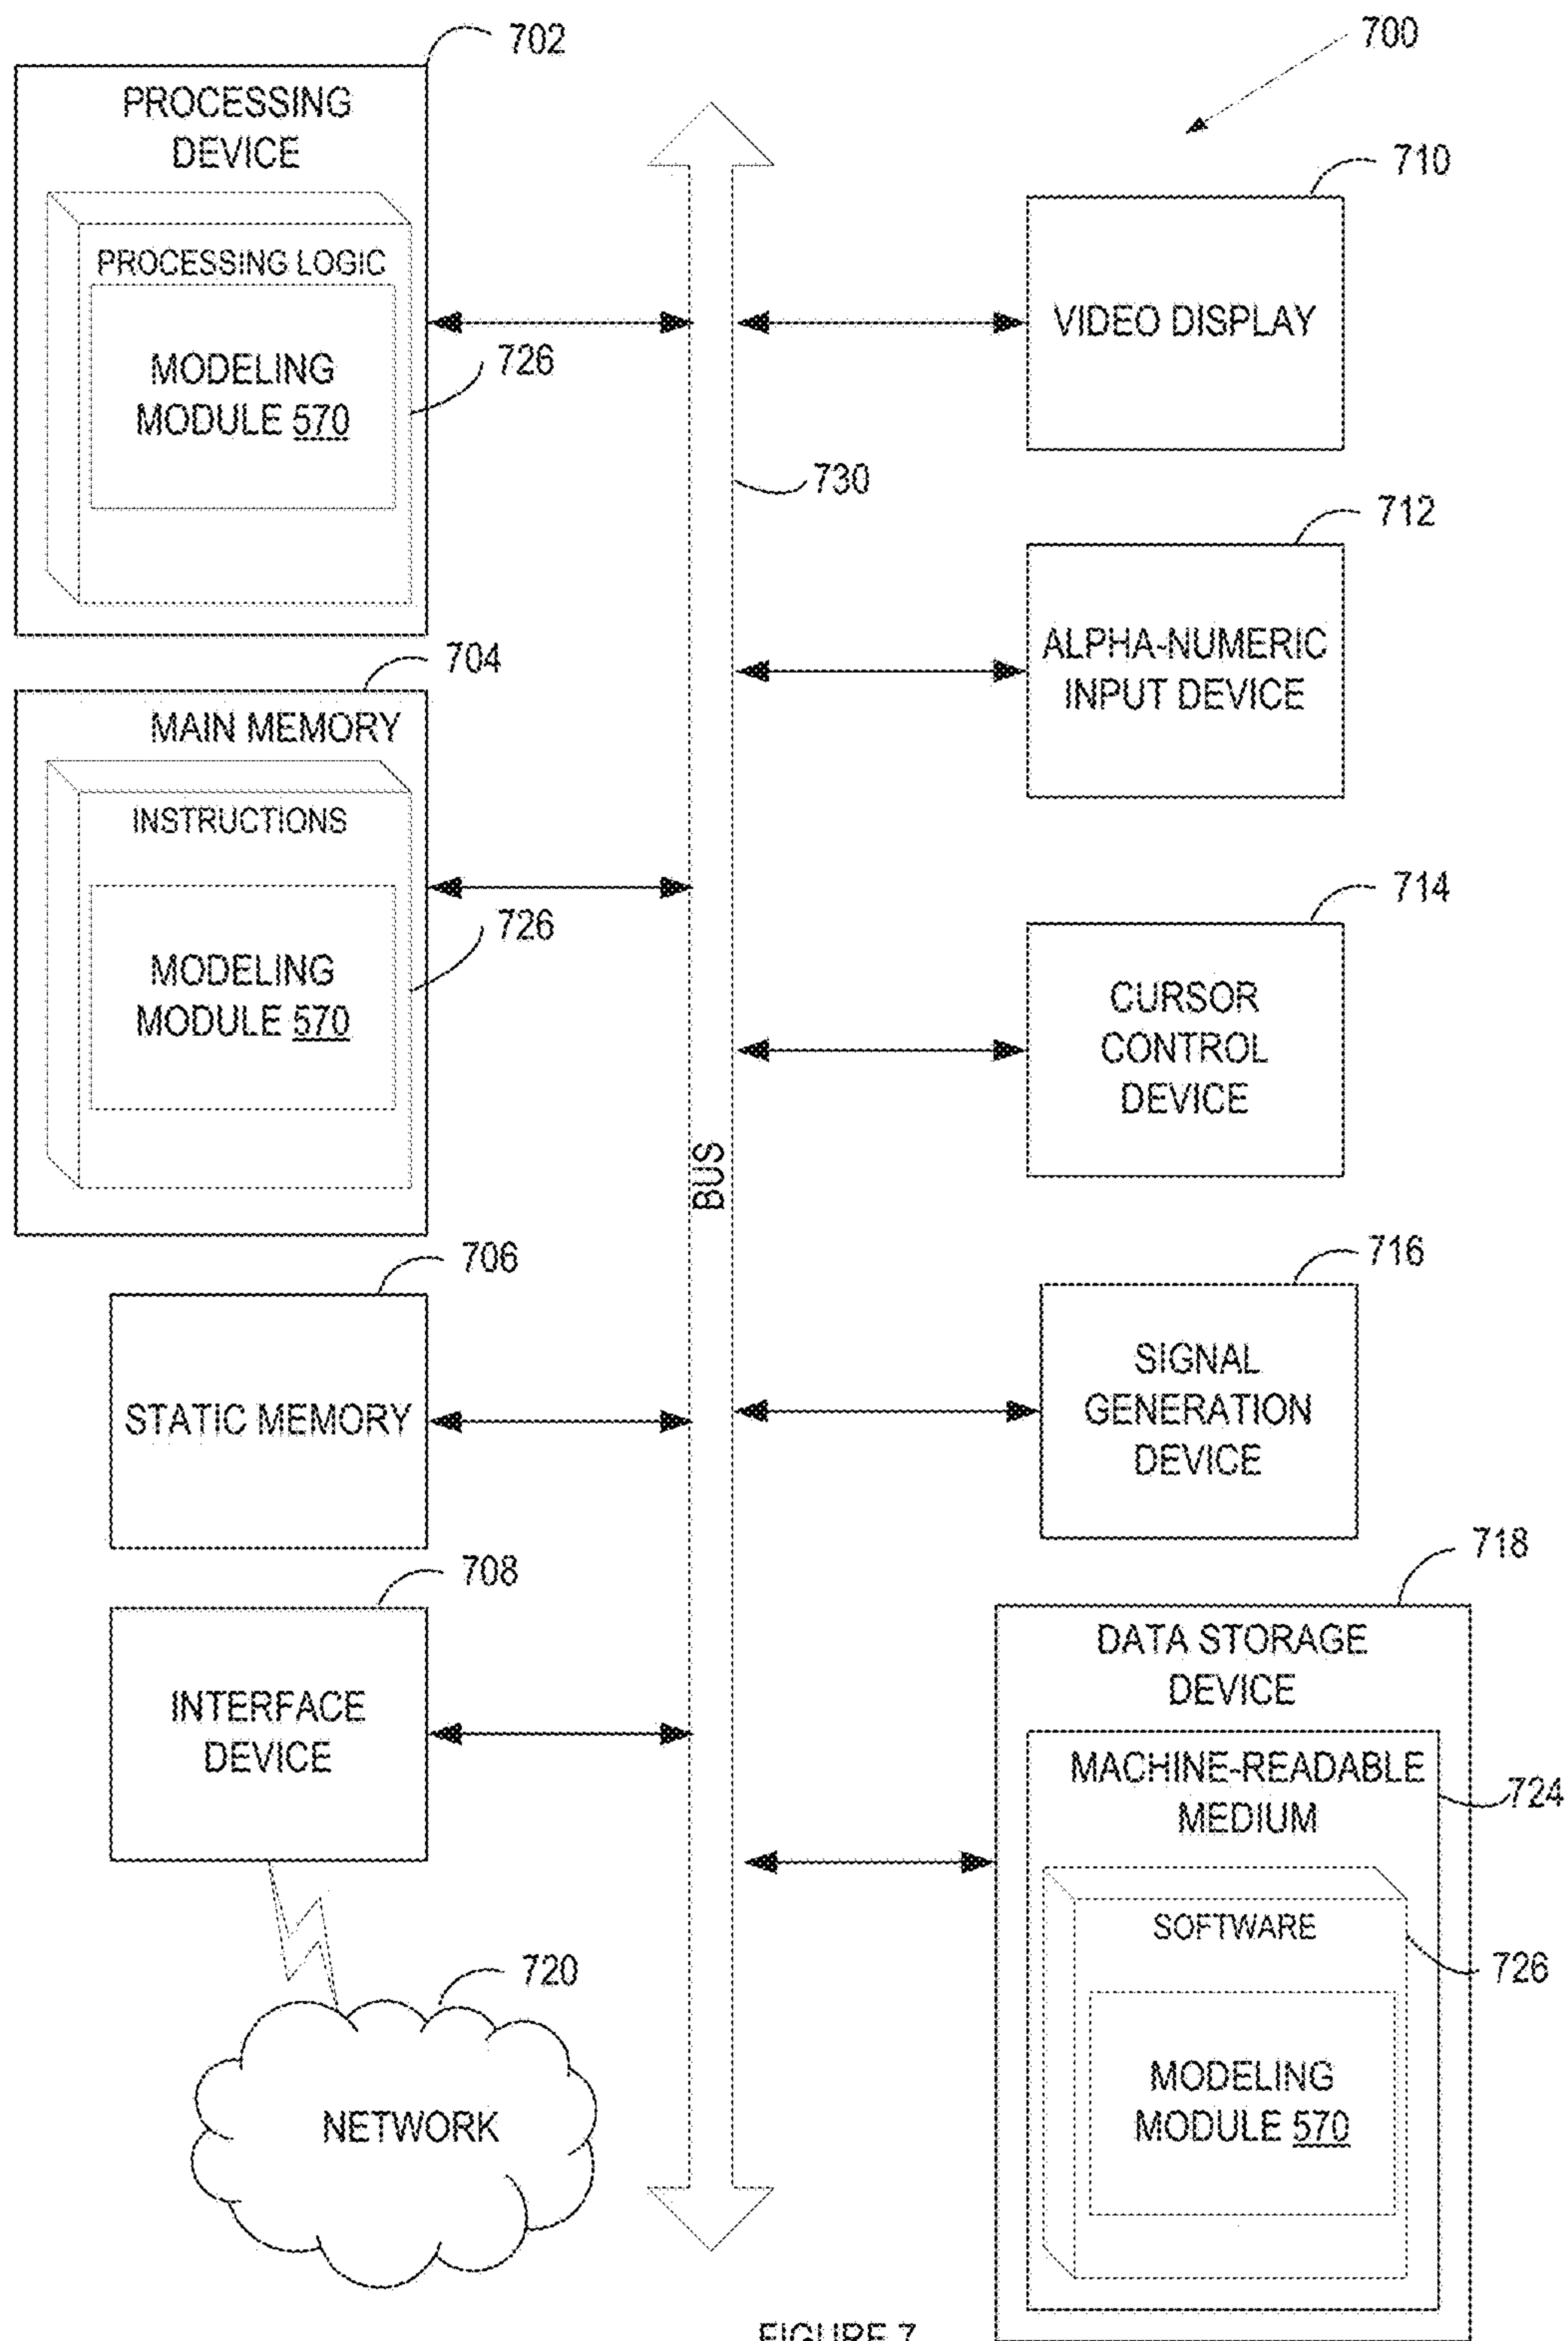 702
PROCESSING
DEVICE
PROCESSING LOGIC
MODELING
MODULE 570
726
704
MAIN MEMORY
INSTRUCTIONS
MODELING
MODULE 570
726
706
STATIC MEMORY
708
INTERFACE
DEVICE
720
NETWORK
BUS
730
700
710
VIDEO DISPLAY
712
ALPHA-NUMERIC
INPUT DEVICE
714
CURSOR
CONTROL
DEVICE
716
SIGNAL
GENERATION
DEVICE
718
DATA STORAGE
DEVICE
MACHINE-READABLE
MEDIUM
724
SOFTWARE
726
MODELING
MODULE 570
FIGURE 7